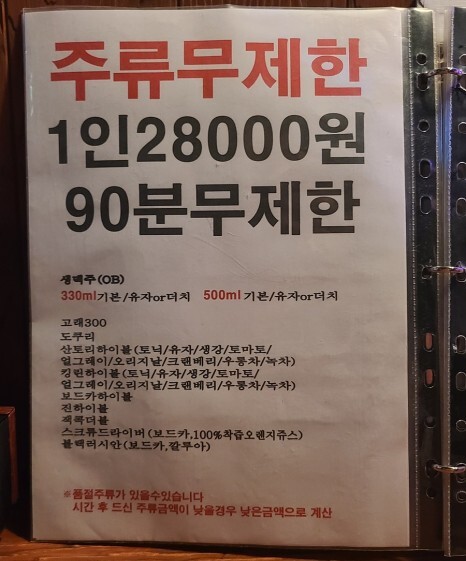 주류무제한
1인28000원
90분무제한
생맥주(OB)
330ml기본/유자or더치 500ml 기본/유자or더치
고래300
도쿠리
산토리하이볼(토닉/유자/생강/토마토/
얼그레이/오리지날/크랜베리/우롱차/녹차)
킹린하이볼(토닉/유자/생강/토마토/
얼그레이/오리지날/크랜베리/우롱차/녹차)
보드카하이볼
진하이볼
잭콕더블
스크류드라이버(보드카,100%착즙오렌지쥬스)
블랙러시안(보드카,깔루아)
※품절주류가 있을수있습니다
시간 후 드신 주류금액이 낮을경우 낮은금액으로 계산